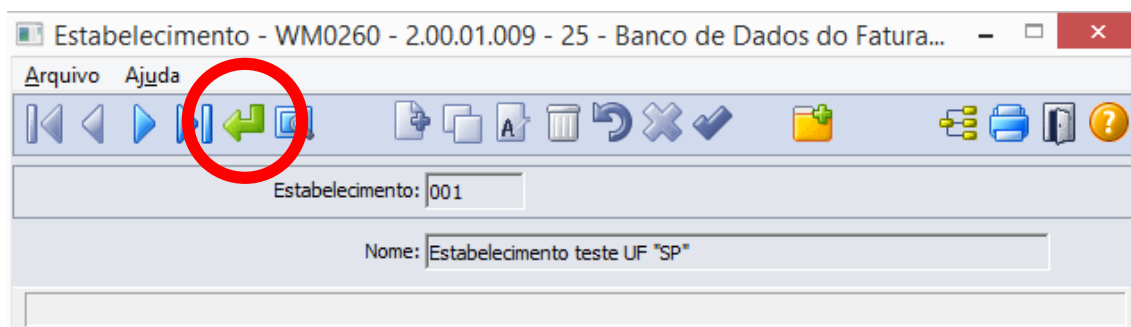 Estabelecimento - WM0260 - 2.00.01.009 - 25 - Banco de Dados do Fatura...
Arquivo Ajuda
Estabelecimento: 001
Nome: Estabelecimento teste UF "SP"